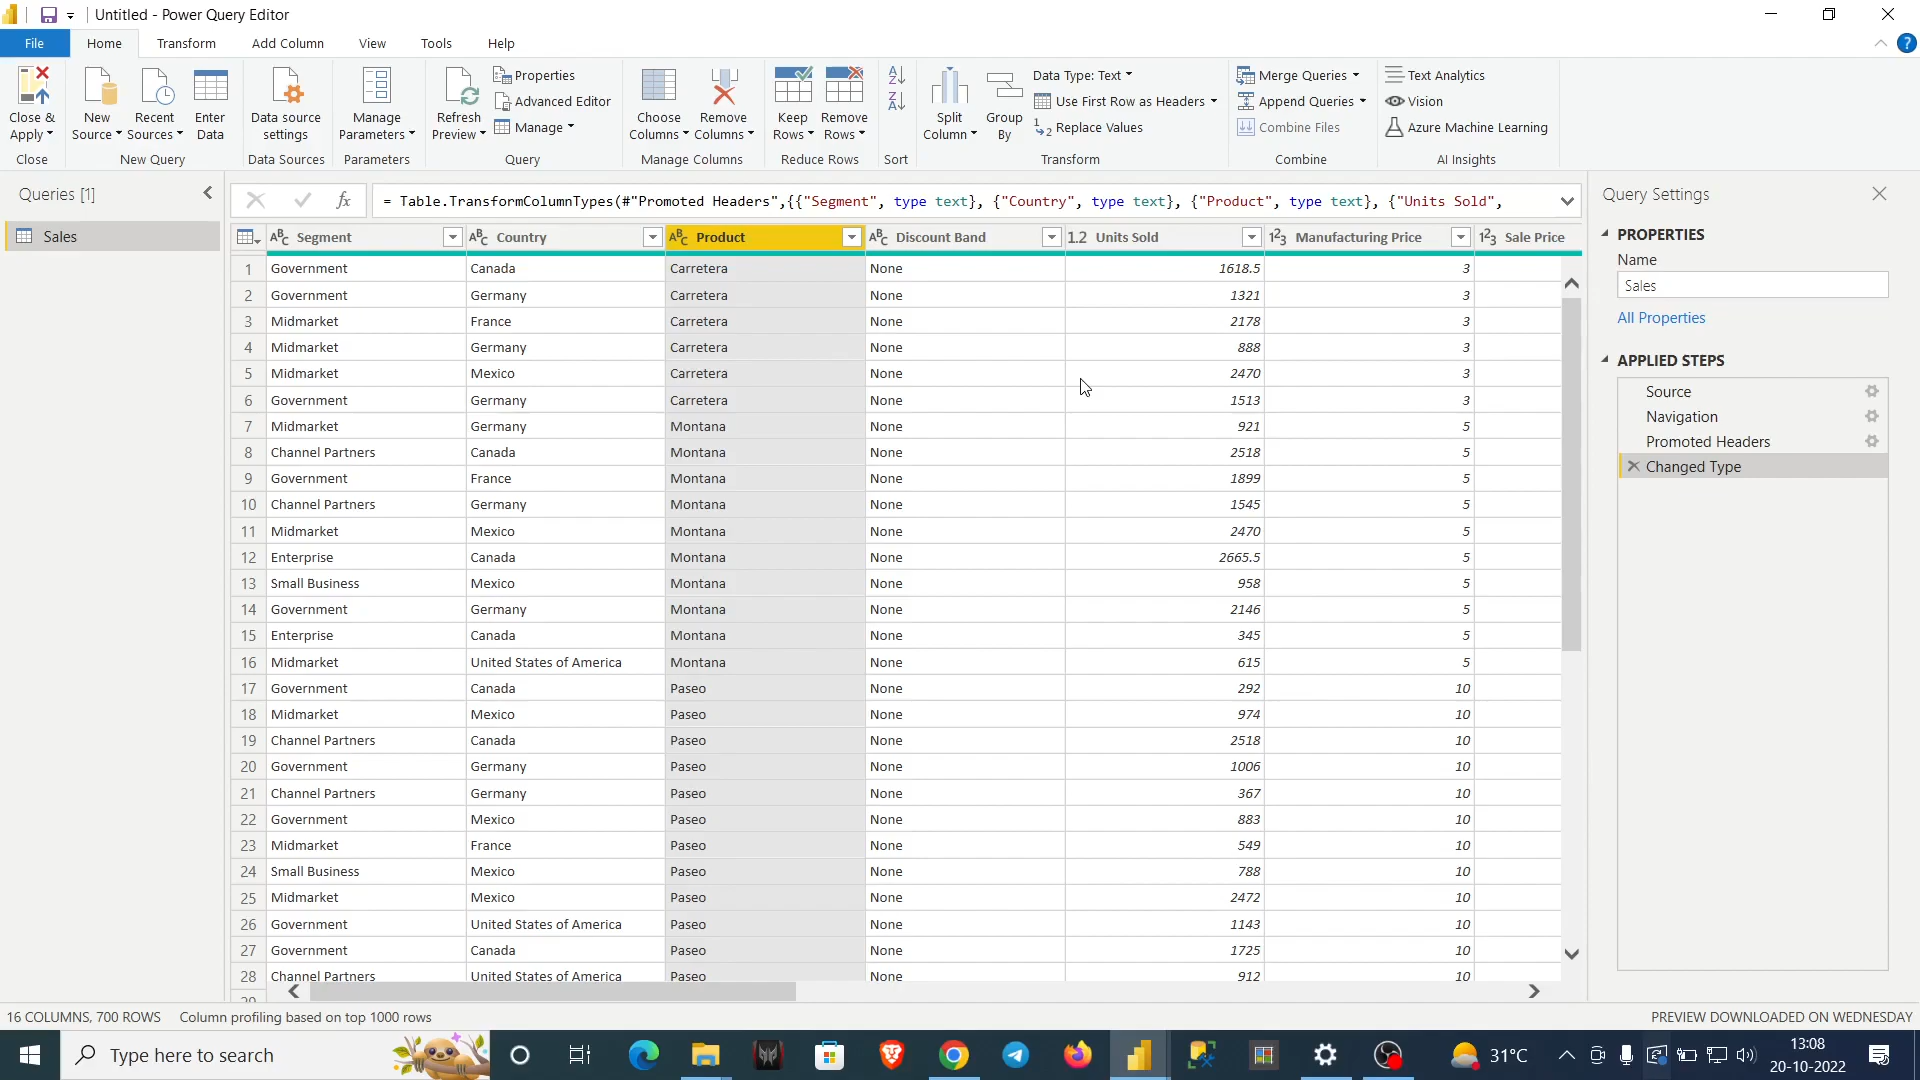 Untitled - Power Query Editor
File Home Transform Add Column View Tools Help
Close & Apply
Close
New Source
Recent Sources
Enter Data
New Query
Data source settings
Data Sources
Manage Parameters
Parameters
Refresh Preview
Properties
Advanced Editor
Manage
Query
Choose Columns
Remove Columns
Manage Columns
Keep Rows
Remove Rows
Reduce Rows
Sort
Split Column
Group By
Data Type: Text
Use First Row as Headers
Replace Values
Transform
Merge Queries
Append Queries
Combine Files
Combine
Text Analytics
Vision
Azure Machine Learning
AI Insights
Queries [1]
Sales
fx = Table.TransformColumnTypes(#"Promoted Headers",{{"Segment", type text}, {"Country", type text}, {"Product", type text}, {"Units Sold",
Segment Country Product Discount Band 1.2 Units Sold Manufacturing Price Sale Price
1 Government Canada Carretera None 1618.5 3
2 Government Germany Carretera None 1321 3
3 Midmarket France Carretera None 2178 3
4 Midmarket Germany Carretera None 888 3
5 Midmarket Mexico Carretera None 2470 3
6 Government Germany Carretera None 1513 3
7 Midmarket Germany Montana None 921 5
8 Channel Partners Canada Montana None 2518 5
9 Government France Montana None 1899 5
10 Channel Partners Germany Montana None 1545 5
11 Midmarket Mexico Montana None 2470 5
12 Enterprise Canada Montana None 2665.5 5
13 Small Business Mexico Montana None 958 5
14 Government Germany Montana None 2146 5
15 Enterprise Canada Montana None 345 5
16 Midmarket United States of America Montana None 615 5
17 Government Canada Paseo None 292 10
18 Midmarket Mexico Paseo None 974 10
19 Channel Partners Canada Paseo None 2518 10
20 Government Germany Paseo None 1006 10
21 Channel Partners Germany Paseo None 367 10
22 Government Mexico Paseo None 883 10
23 Midmarket France Paseo None 549 10
24 Small Business Mexico Paseo None 788 10
25 Midmarket Mexico Paseo None 2472 10
26 Government United States of America Paseo None 1143 10
27 Government Canada Paseo None 1725 10
28 Channel Partners United States of America Paseo None 912 10
Query Settings
PROPERTIES
Name
Sales
All Properties
APPLIED STEPS
Source
Navigation
Promoted Headers
Changed Type
16 COLUMNS, 700 ROWS Column profiling based on top 1000 rows PREVIEW DOWNLOADED ON WEDNESDAY
Type here to search
31°C
13:08
20-10-2022